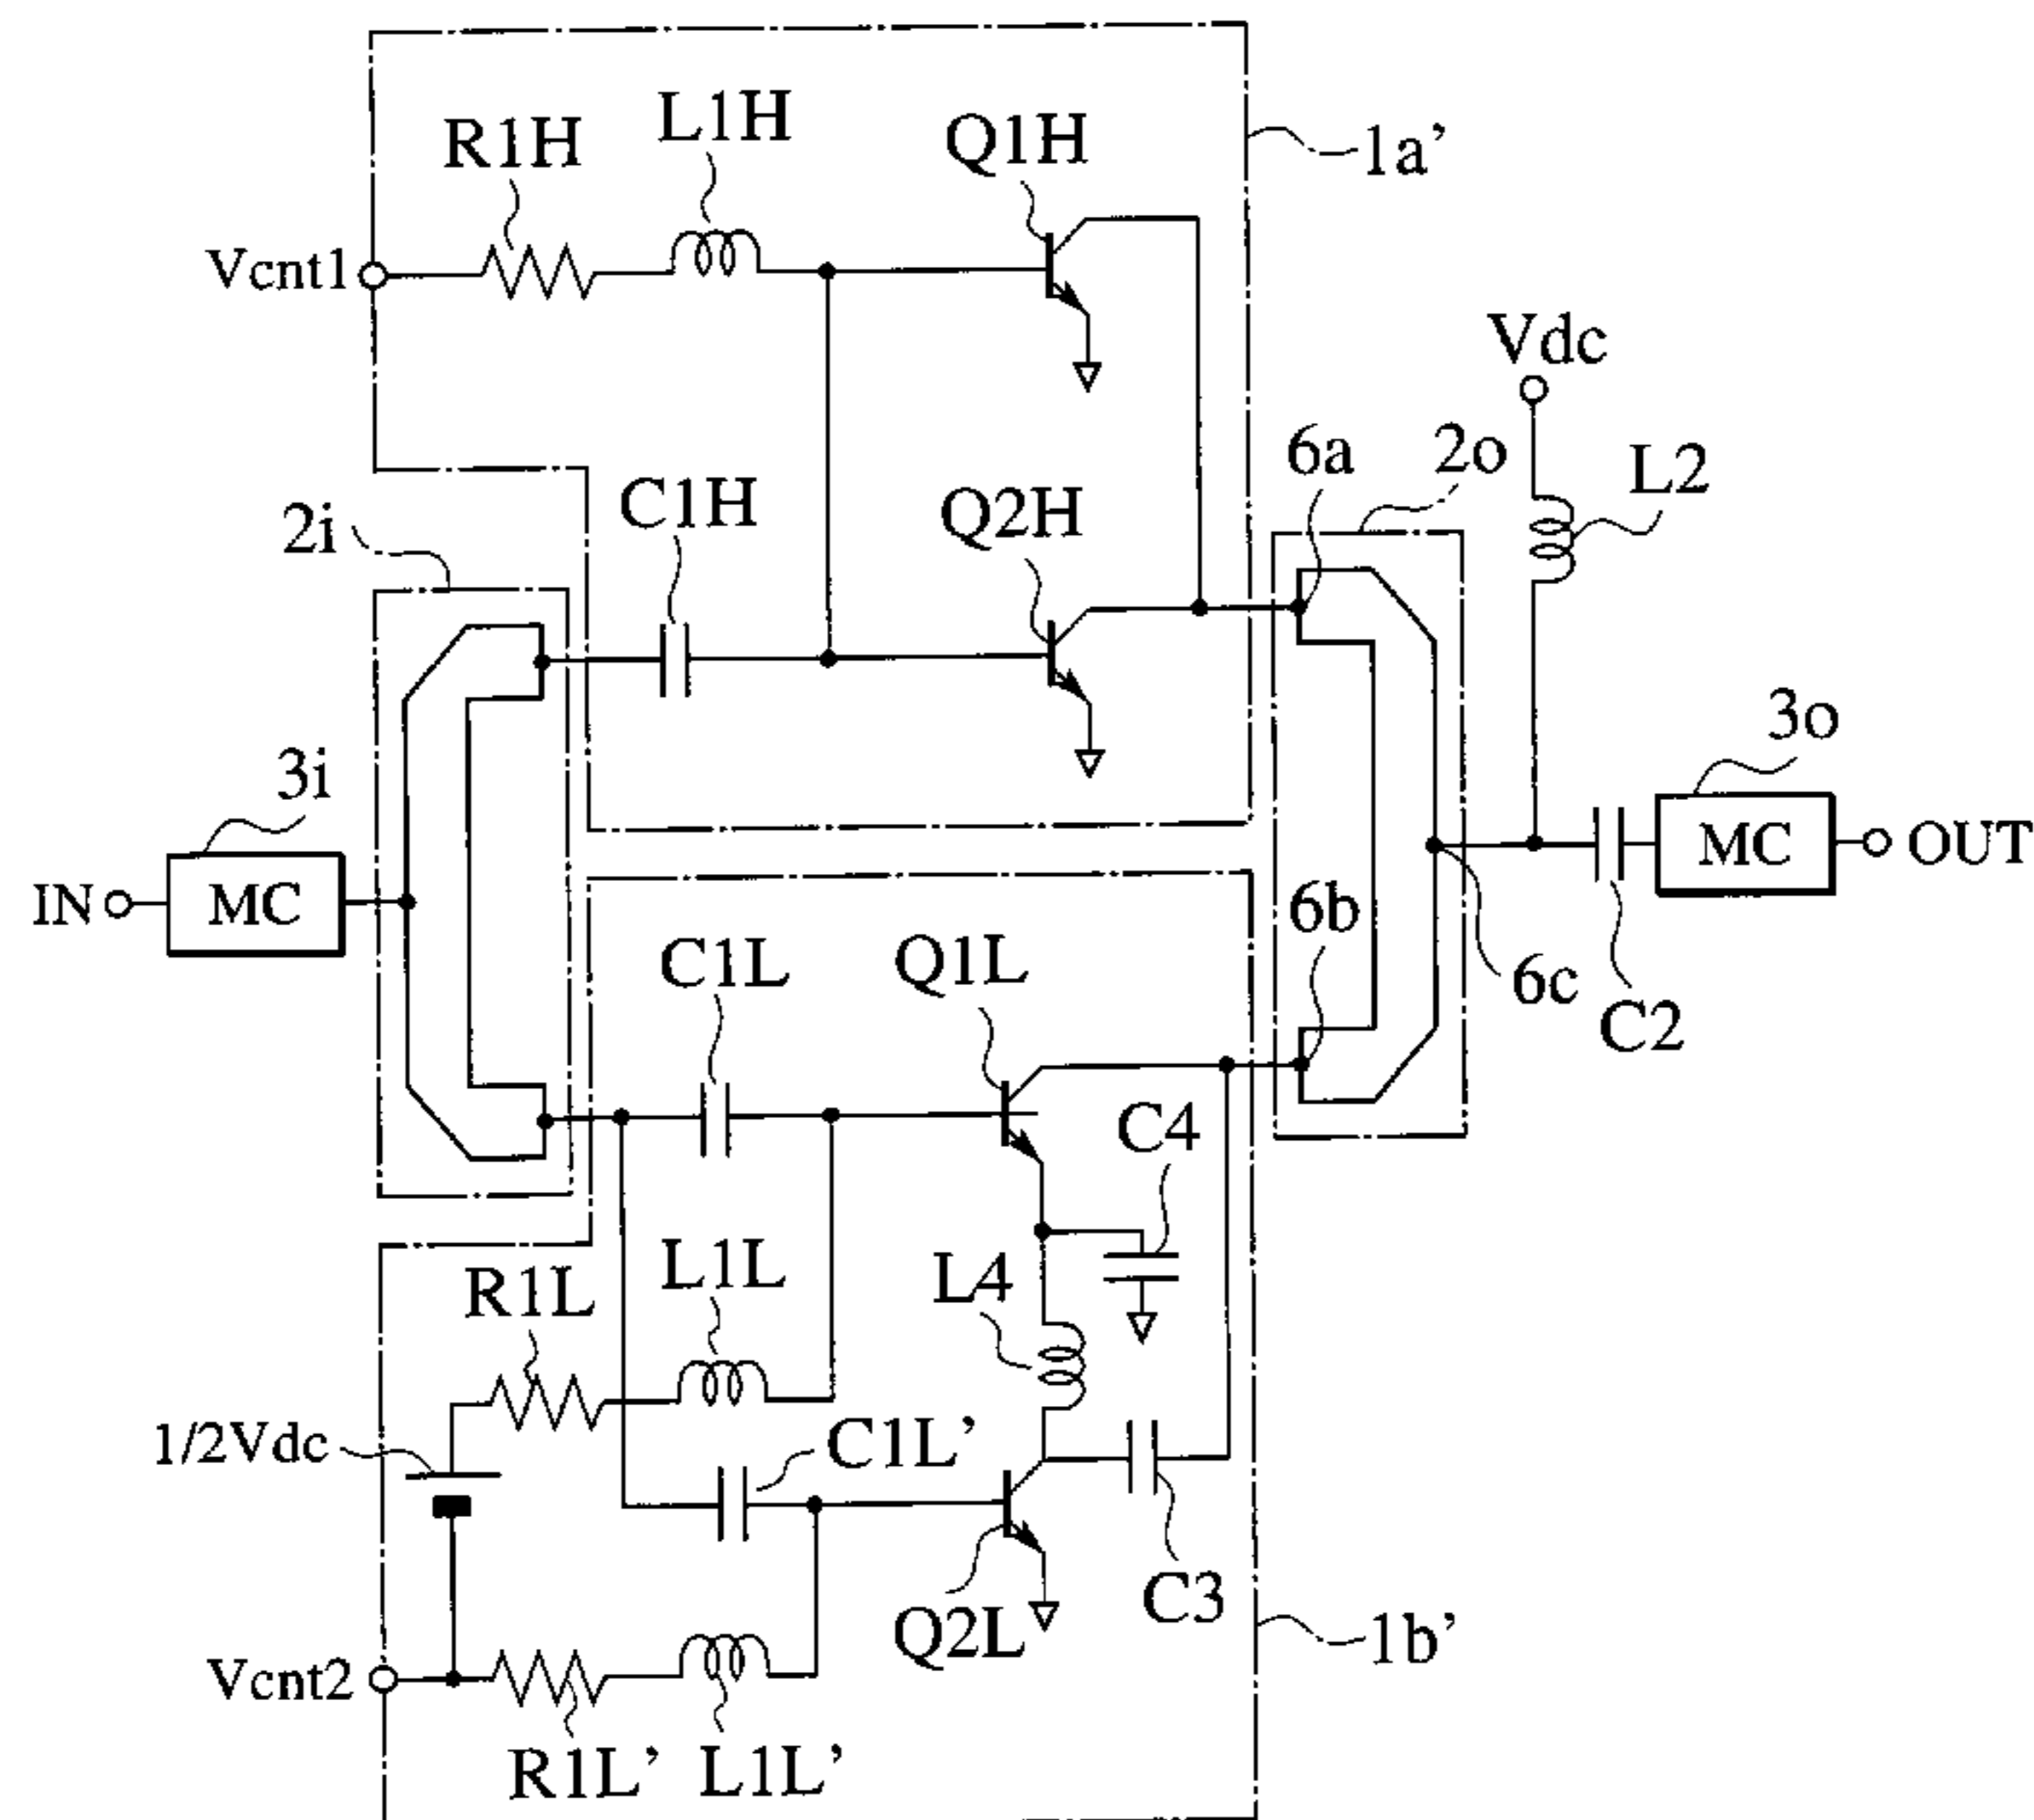 R1H
L1H
Q1H
1a’
Vcnt1
Vdc
2i
C1H
Q2H
6a
2o
L2
3i
3o
IN
MC
MC
OUT
C1L
Q1L
6b
6c
C2
C4
R1L
L1L
L4
1/2Vdc
C1L’
C3
Vcnt2
Q2L
1b’
R1L’
L1L’